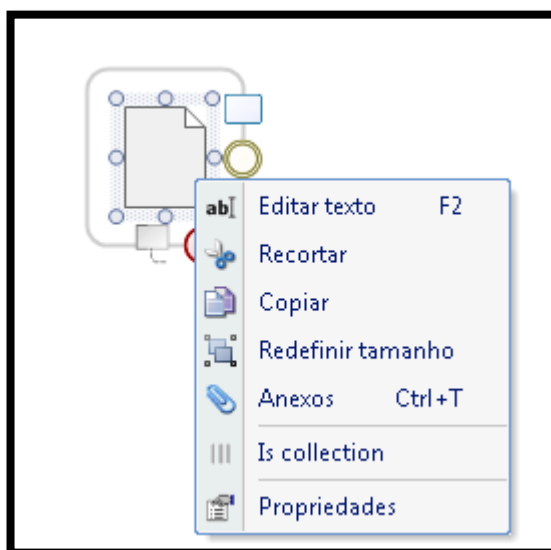 Editar texto F2
Recortar
Copiar
Redefinir tamanho
Anexos Ctrl+T
Is collection
Propriedades